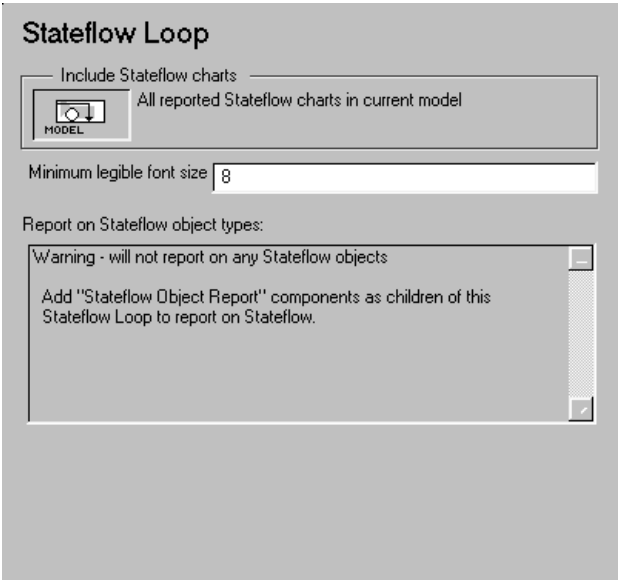 Stateflow Loop
Include Stateflow charts
All reported Stateflow charts in current model
MODEL
Minimum legible font size 8
Report on Stateflow object types:
Warning - will not report on any Stateflow objects
Add "Stateflow Object Report" components as children of this
Stateflow Loop to report on Stateflow.